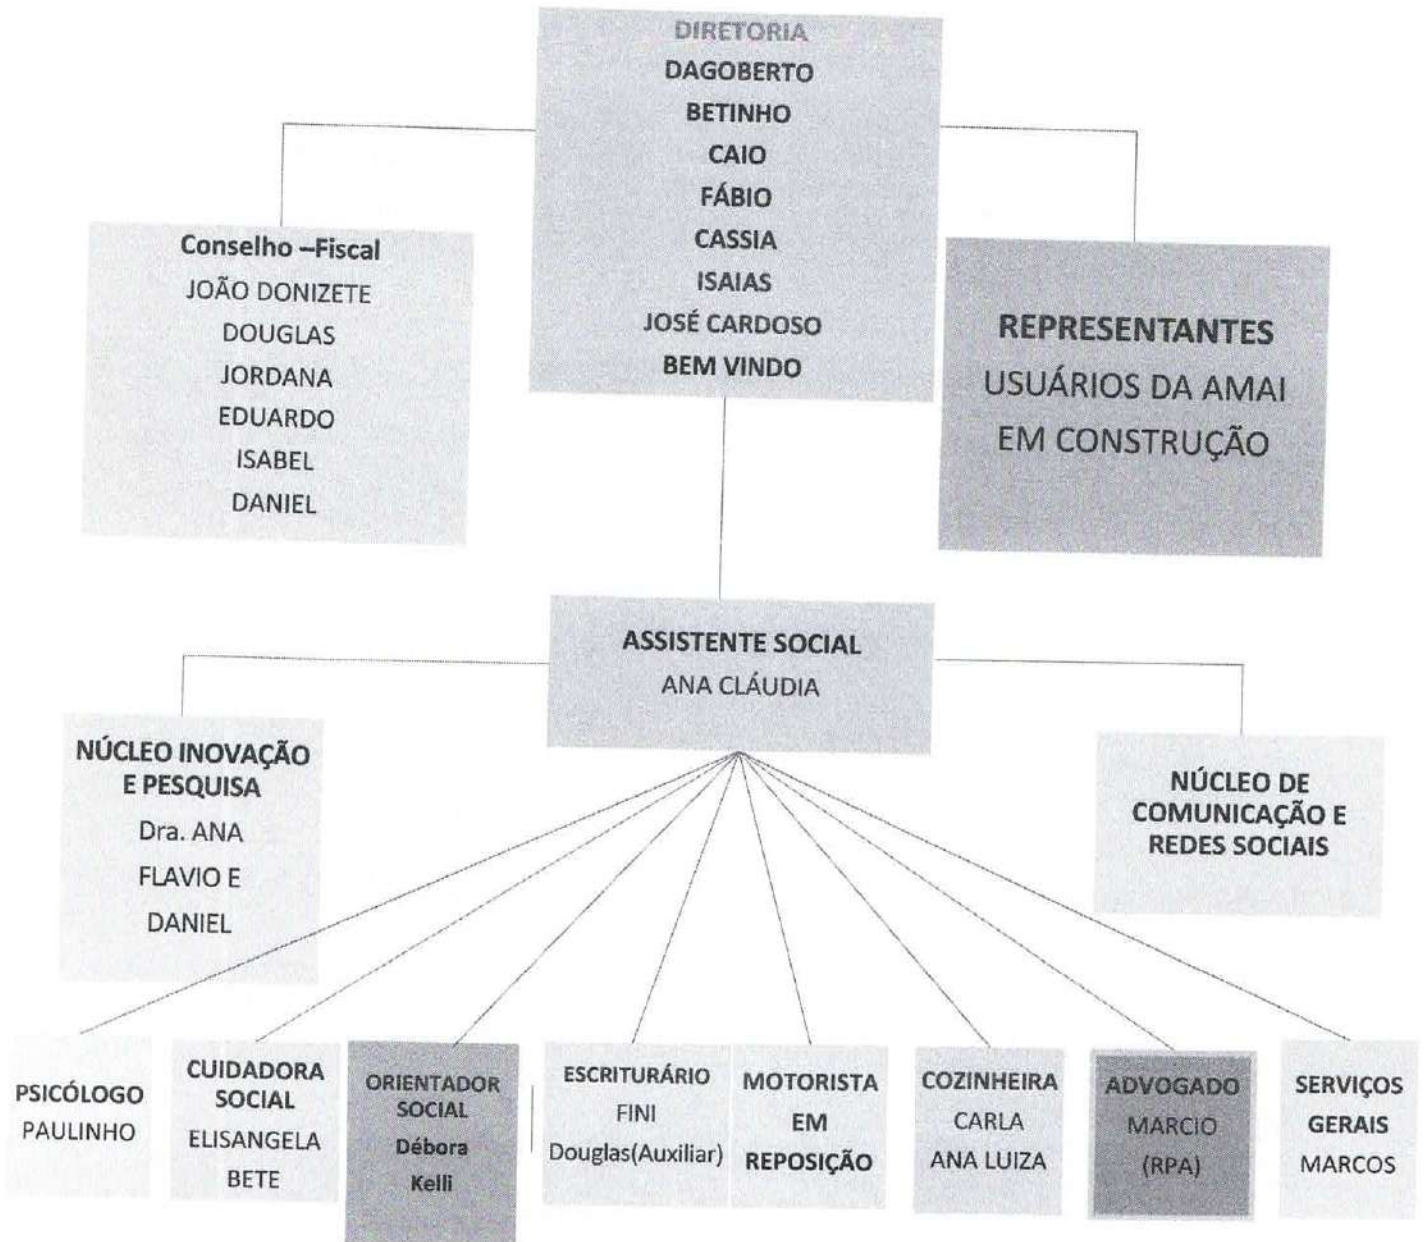 DIRETORIA
DAGOBERTO
BETINHO
CAIO
FÁBIO
CASSIA
ISAIAS
JOSÉ CARDOSO
BEM VINDO
Conselho –Fiscal
JOÃO DONIZETE
DOUGLAS
JORDANA
EDUARDO
ISABEL
DANIEL
REPRESENTANTES
USUÁRIOS DA AMAI
EM CONSTRUÇÃO
ASSISTENTE SOCIAL
ANA CLÁUDIA
NÚCLEO INOVAÇÃO
E PESQUISA
Dra. ANA
FLAVIO E
DANIEL
NÚCLEO DE
COMUNICAÇÃO E
REDES SOCIAIS
PSICÓLOGO
PAULINHO
CUIDADORA
SOCIAL
ELISANGELA
BETE
ORIENTADOR
SOCIAL
Débora
Kelli
ESCRITURÁRIO
FINI
Douglas(Auxiliar)
MOTORISTA
EM
REPOSIÇÃO
COZINHEIRA
CARLA
ANA LUIZA
ADVOGADO
MARCIO
(RPA)
SERVIÇOS
GERAIS
MARCOS